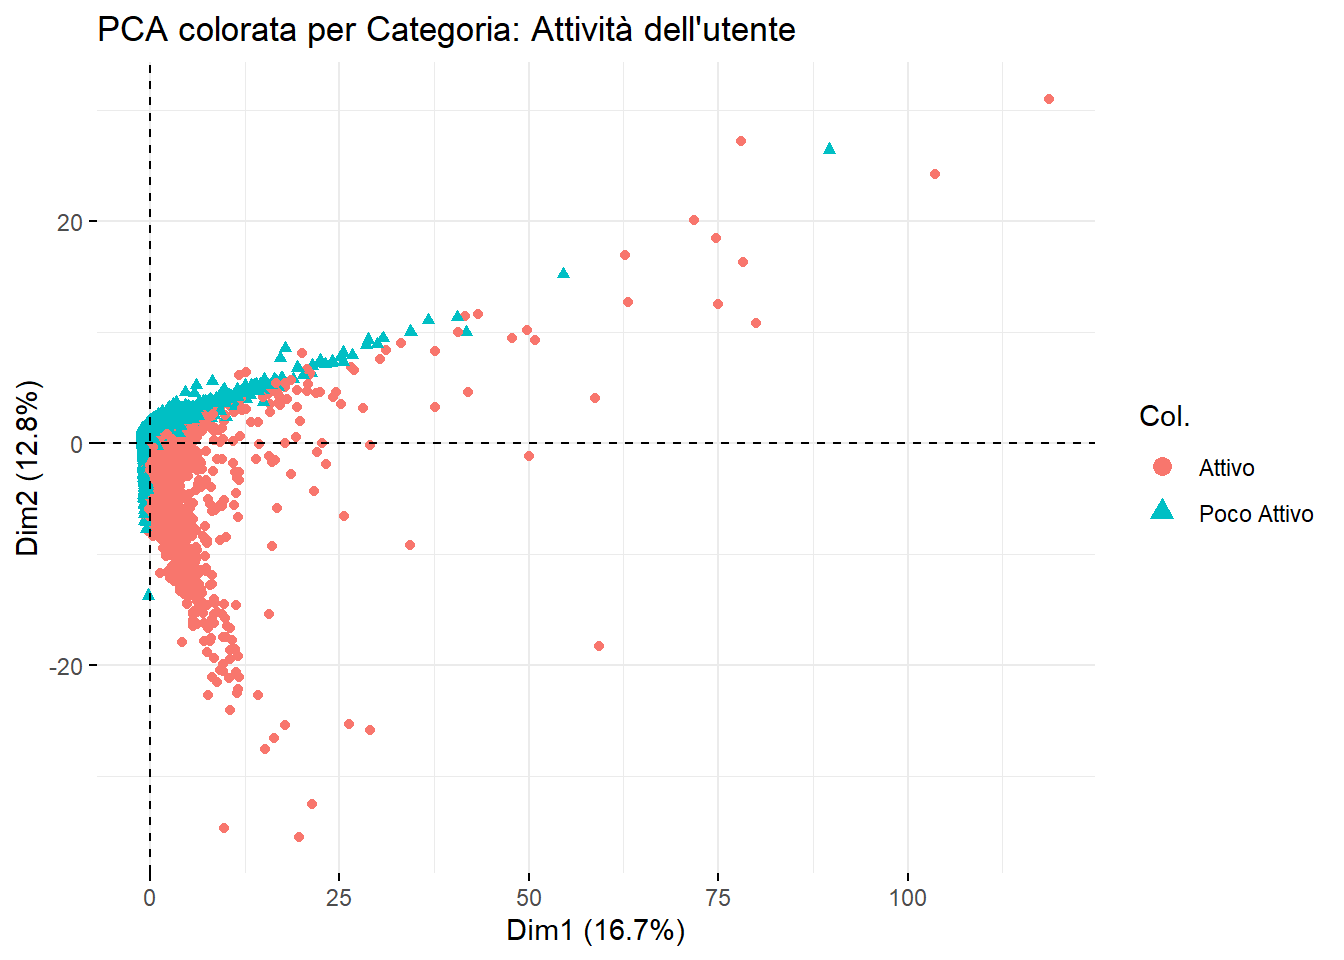 PCA colorata per Categoria: Attività dell'utente
Dim2 (12.8%)
20
0
-20
0
25
50
75
100
Dim1 (16.7%)
Col.
Attivo
Poco Attivo